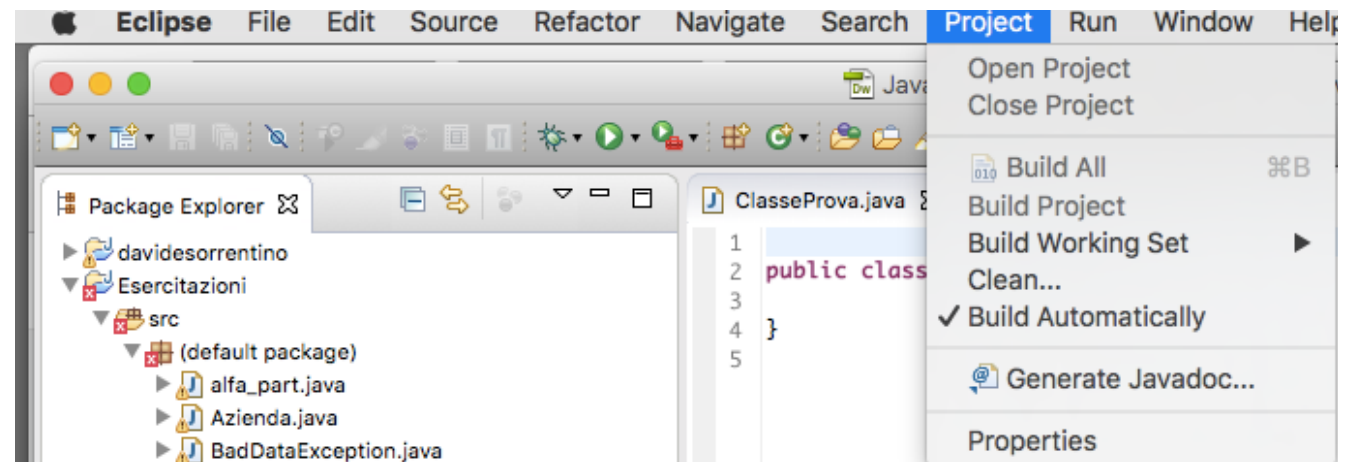 Eclipse File Edit Source Refactor Navigate Search Project Run Window Help
Dw Java
Open Project
Close Project
010 Build All ⌘B
Build Project
Build Working Set
Clean...
Build Automatically
@ Generate Javadoc...
Properties
Package Explorer
davidesorrentino
Esercitazioni
src
(default package)
J alfa_part.java
J Azienda.java
J BadDataException.java
J ClasseProva.java
1
2 public class
3
4 }
5